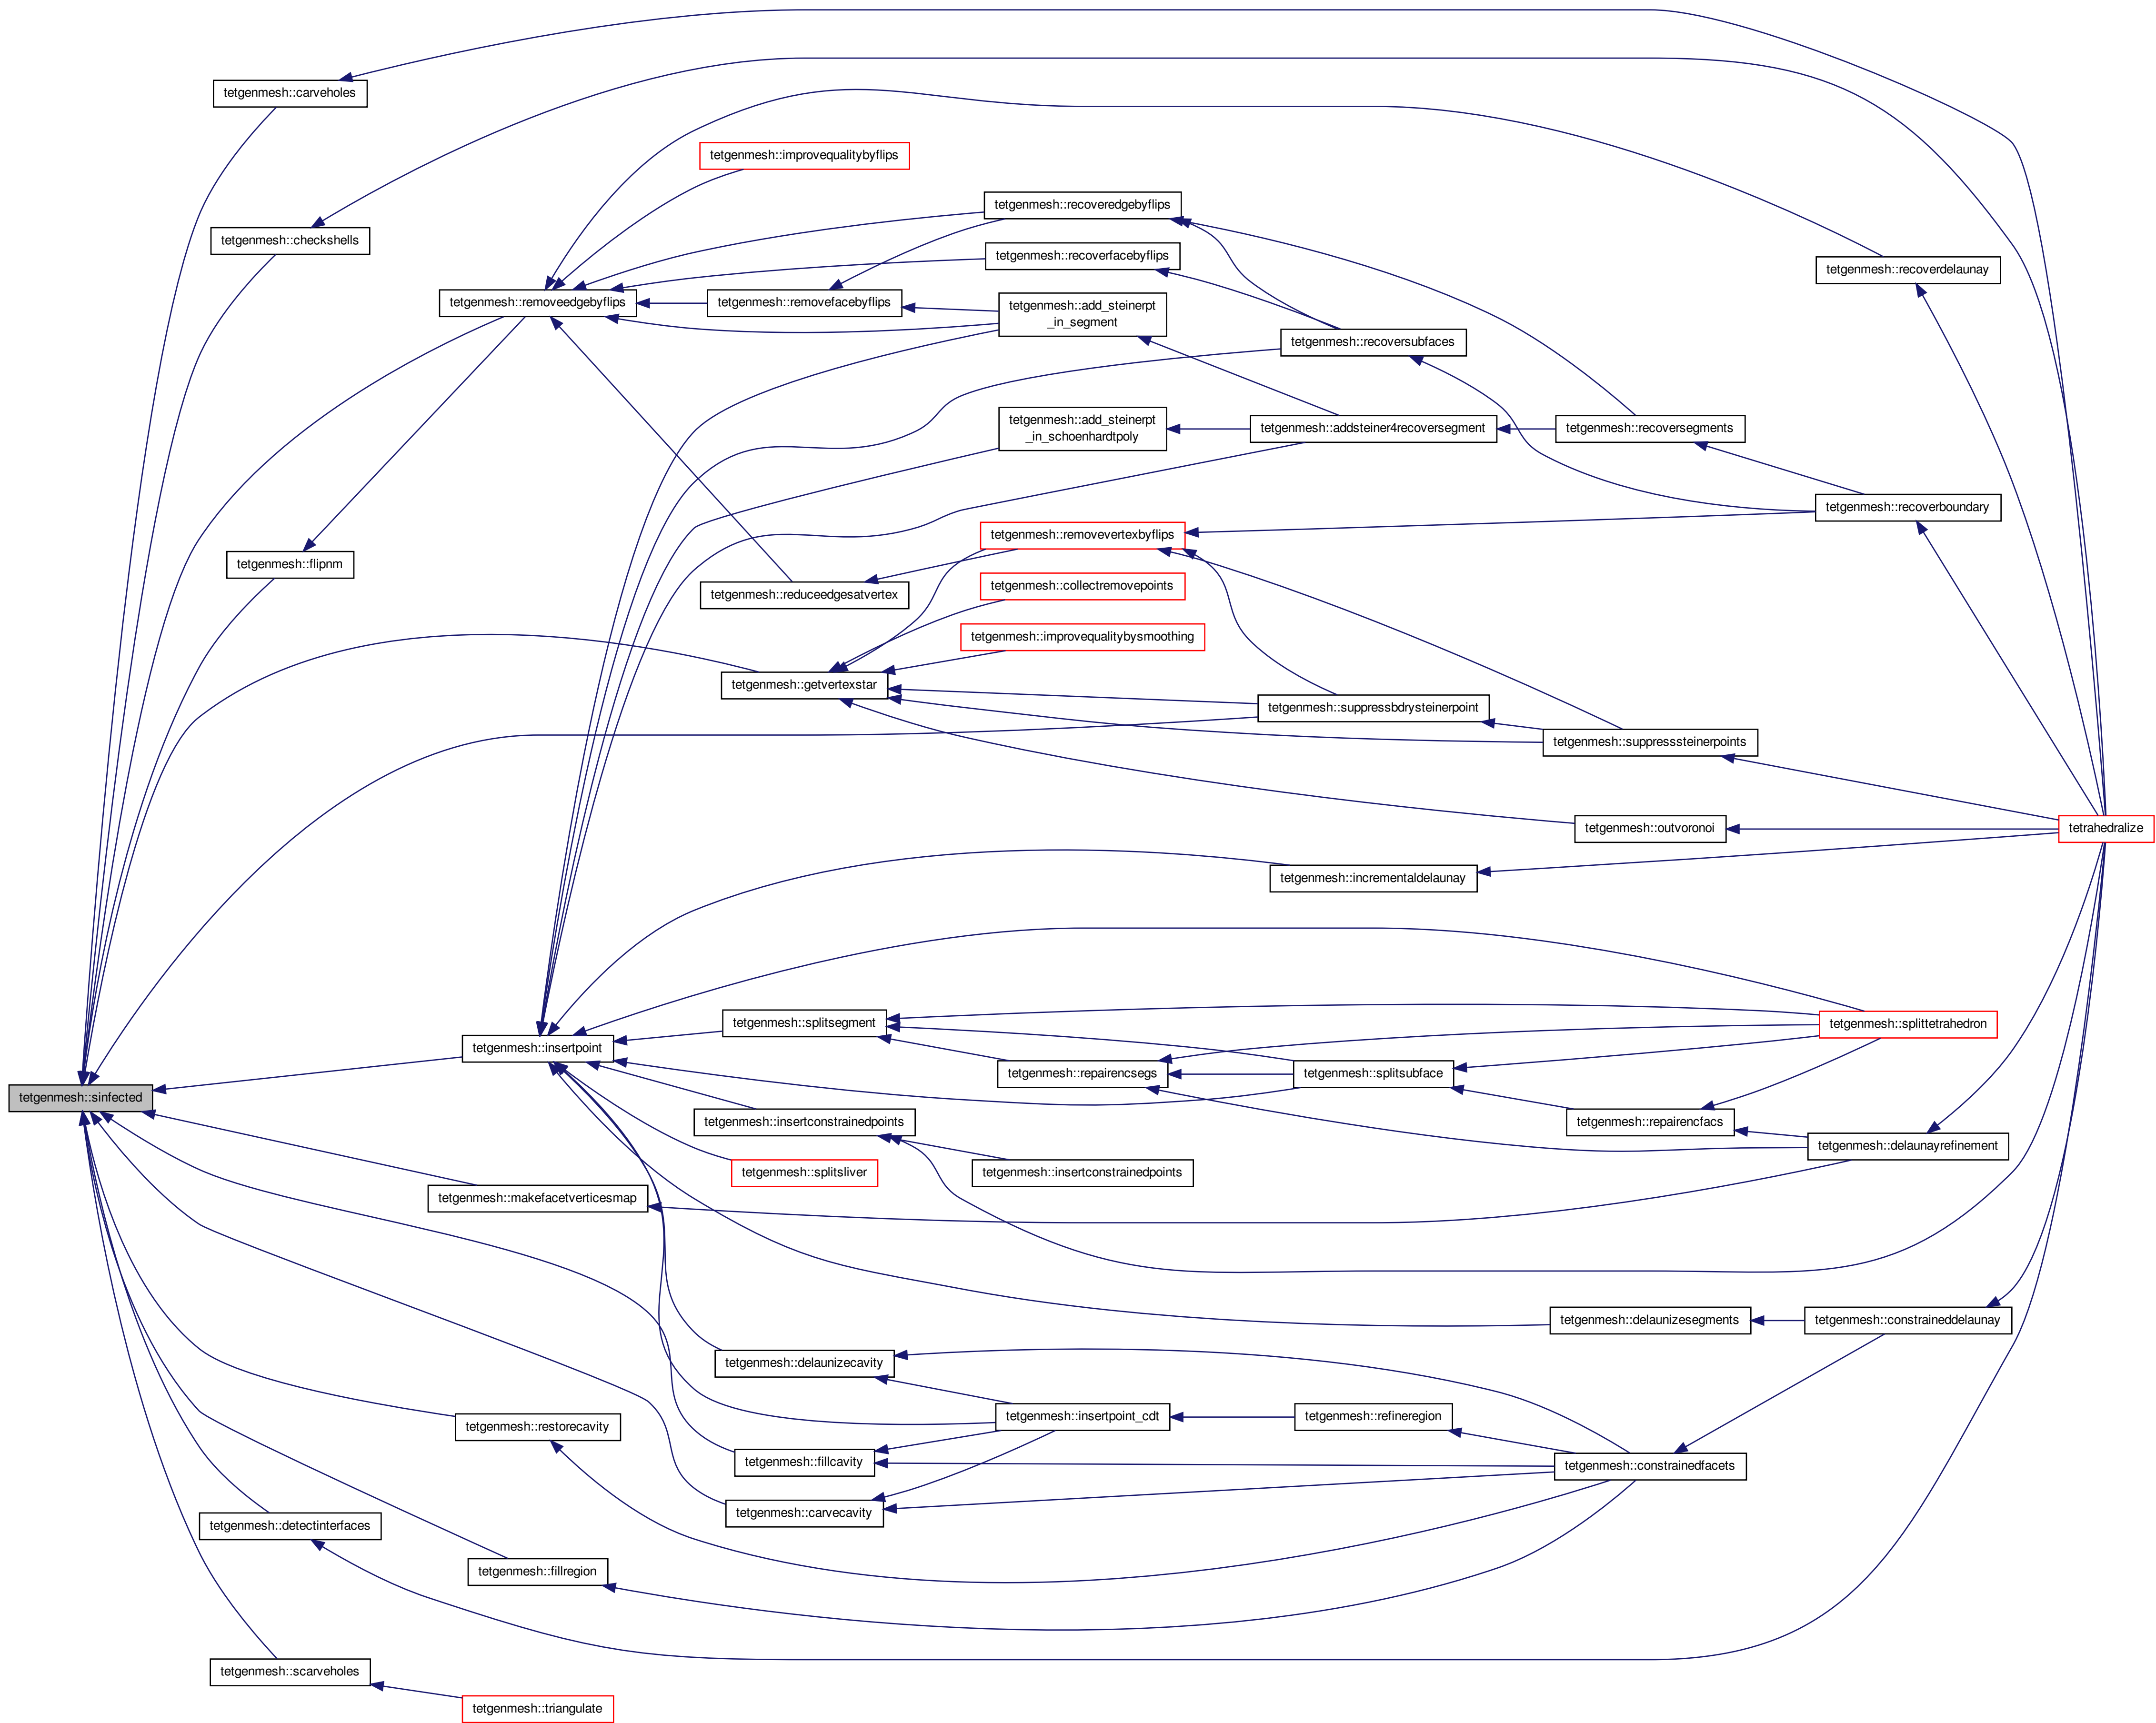 tetgenmesh::carveholes
tetgenmesh::improvequalitybyflips
tetgenmesh::recoveredgebyflips
tetgenmesh::checkshells
tetgenmesh::recoverfacebyflips
tetgenmesh::recoverdelaunay
tetgenmesh::removeedgebyflips
tetgenmesh::removefacebyflips
tetgenmesh::add_steinerpt
_in_segment
tetgenmesh::recoversubfaces
tetgenmesh::add_steinerpt
_in_schoenhardtpoly
tetgenmesh::addsteiner4recoversegment
tetgenmesh::recoversegments
tetgenmesh::recoverboundary
tetgenmesh::removevertexbyflips
tetgenmesh::flipnm
tetgenmesh::collectremovepoints
tetgenmesh::reduceedgesatvertex
tetgenmesh::improvequalitybysmoothing
tetgenmesh::getvertexstar
tetgenmesh::suppressbdrysteinerpoint
tetgenmesh::suppresssteinerpoints
tetgenmesh::outvoronoi
tetrahedralize
tetgenmesh::incrementaldelaunay
tetgenmesh::splitsegment
tetgenmesh::splittetrahedron
tetgenmesh::insertpoint
tetgenmesh::repairencsegs
tetgenmesh::splitsubface
tetgenmesh::sinfected
tetgenmesh::insertconstrainedpoints
tetgenmesh::repairencfacs
tetgenmesh::delaunayrefinement
tetgenmesh::splitsliver
tetgenmesh::insertconstrainedpoints
tetgenmesh::makefacetverticesmap
tetgenmesh::delaunizesegments
tetgenmesh::constraineddelaunay
tetgenmesh::delaunizecavity
tetgenmesh::insertpoint_cdt
tetgenmesh::refineregion
tetgenmesh::restorecavity
tetgenmesh::fillcavity
tetgenmesh::constrainedfacets
tetgenmesh::carvecavity
tetgenmesh::detectinterfaces
tetgenmesh::fillregion
tetgenmesh::scarveholes
tetgenmesh::triangulate